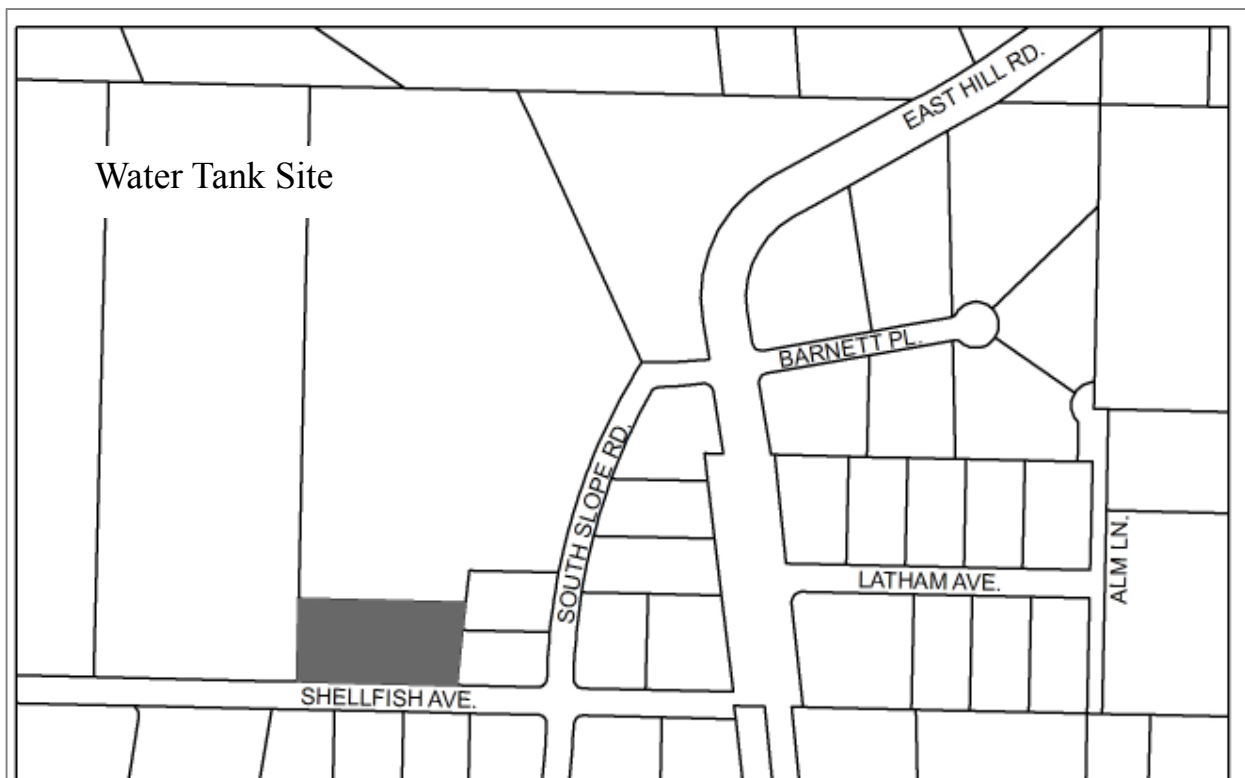 EAST HILL RD.
Water Tank Site
BARNETT PL.
SOUTH SLOPE RD.
LATHAM AVE.
ALM LN.
SHELLFISH AVE.